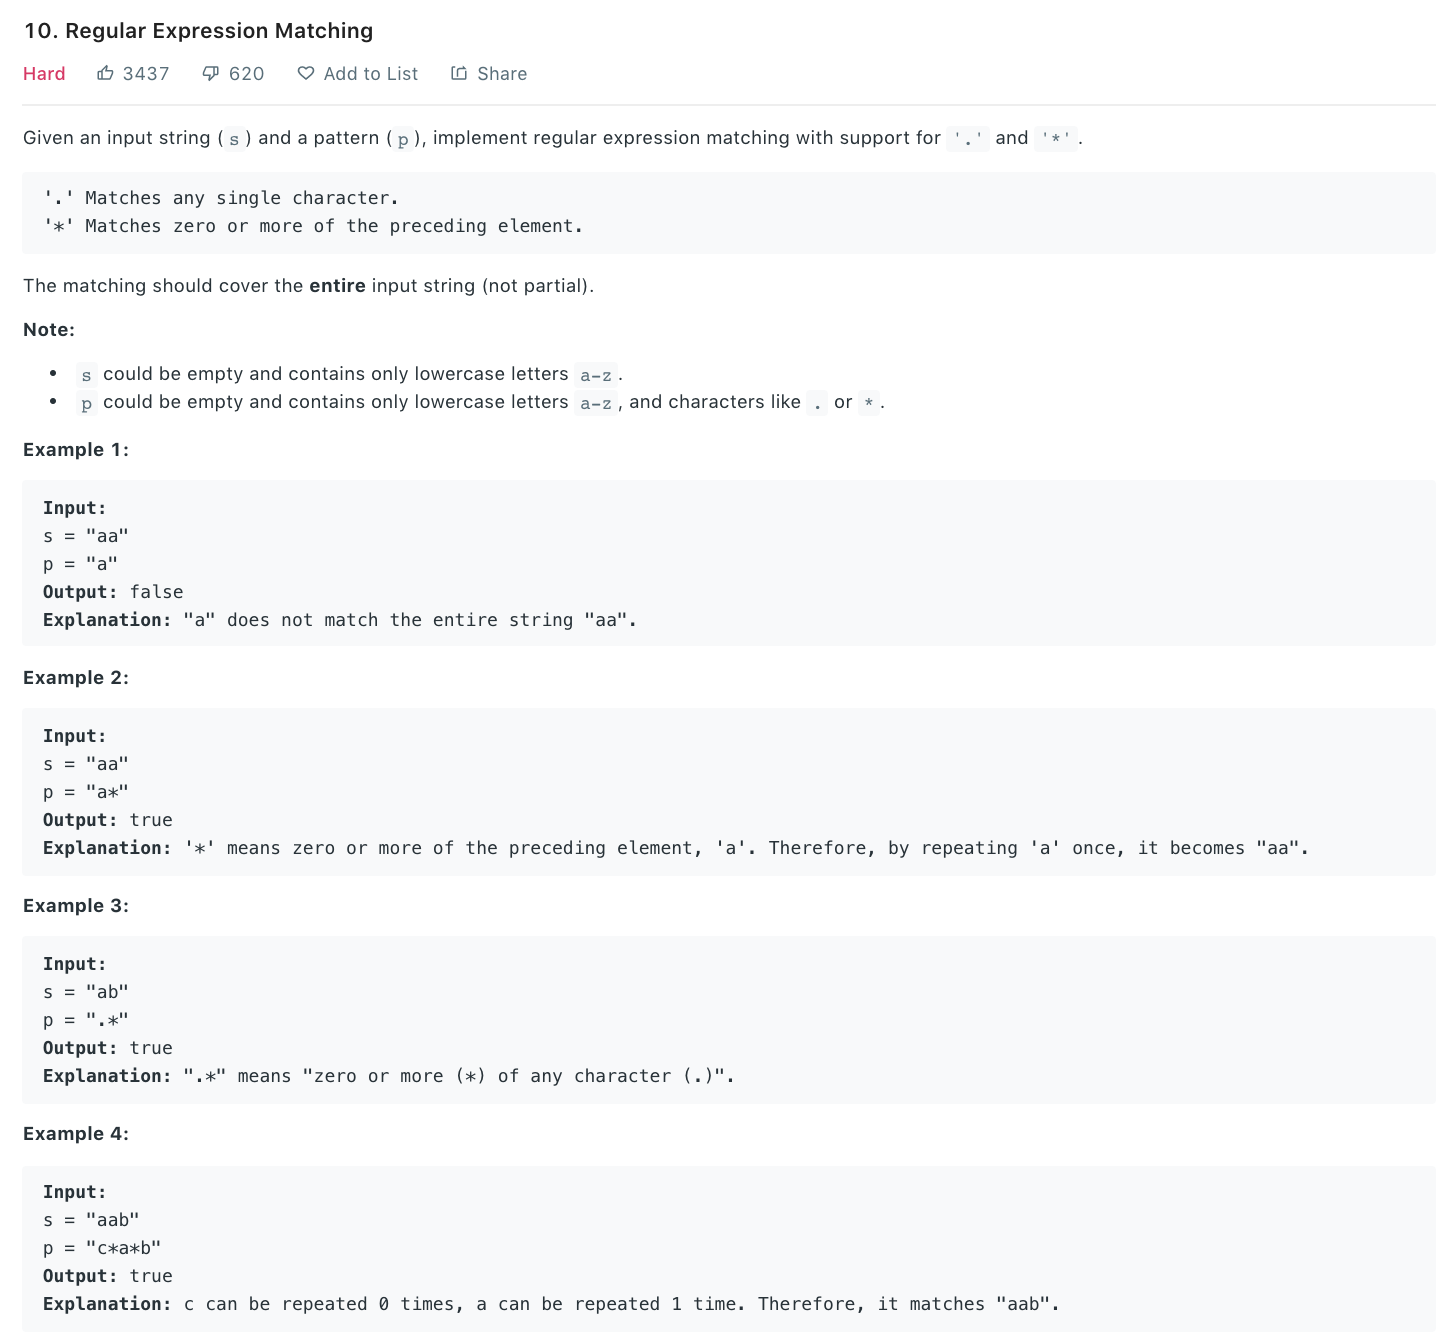 10. Regular Expression Matching
Hard 3437 620 Add to List Share
Given an input string ( s ) and a pattern ( p ), implement regular expression matching with support for '.' and '*' .
'.' Matches any single character.
'*' Matches zero or more of the preceding element.
The matching should cover the entire input string (not partial).
Note:
• s could be empty and contains only lowercase letters a-z .
• p could be empty and contains only lowercase letters a-z , and characters like . or * .
Example 1:
Input:
s = "aa"
p = "a"
Output: false
Explanation: "a" does not match the entire string "aa".
Example 2:
Input:
s = "aa"
p = "a*"
Output: true
Explanation: '*' means zero or more of the preceding element, 'a'. Therefore, by repeating 'a' once, it becomes "aa".
Example 3:
Input:
s = "ab"
p = ".*"
Output: true
Explanation: ".*" means "zero or more (*) of any character (.)".
Example 4:
Input:
s = "aab"
p = "c*a*b"
Output: true
Explanation: c can be repeated 0 times, a can be repeated 1 time. Therefore, it matches "aab".